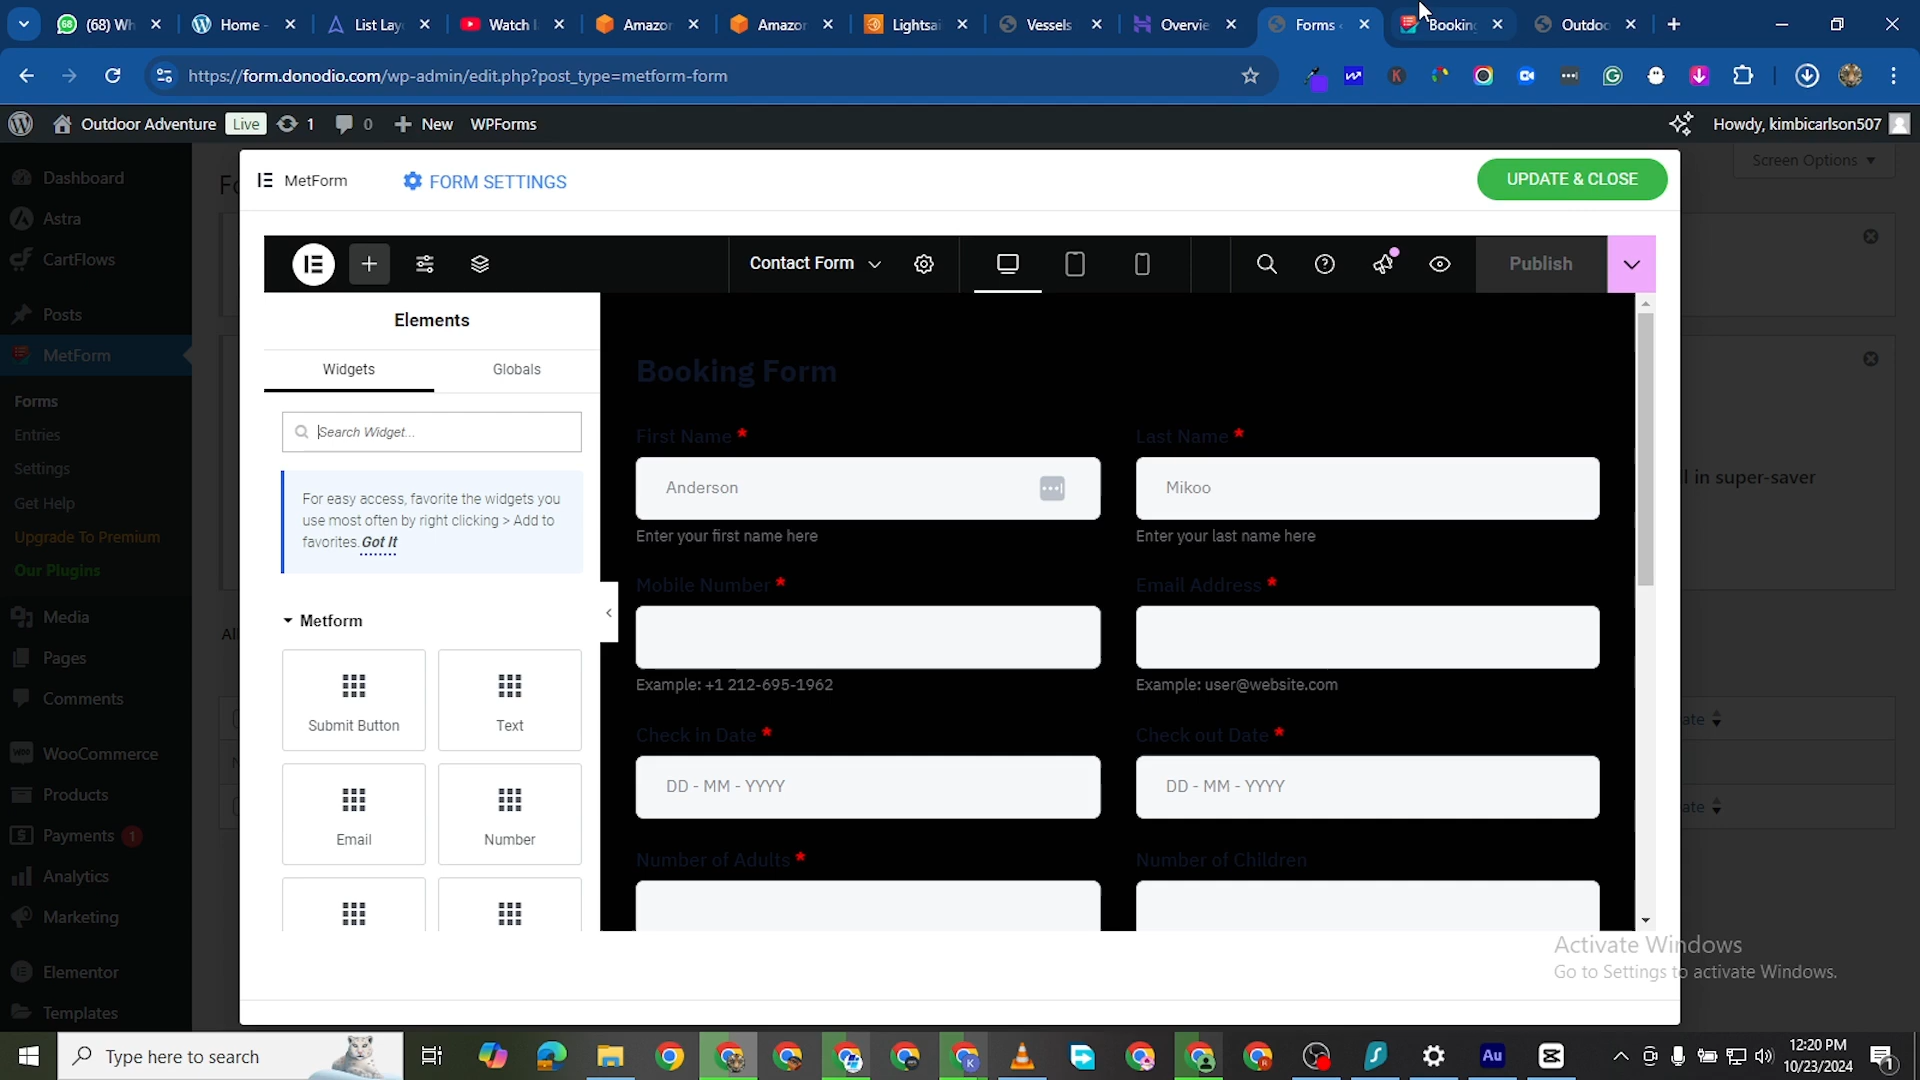 (68) Wh
Home -
List Lay
Watch l
Amazor
Amazor
Lightsai
Vessels
Overvie
Forms
Booking
Outdoo
https://form.donodio.com/wp-admin/edit.php?post_type=metform-form
Outdoor Adventure Live 1 0 New WPForms
Howdy, kimbicarlson507
Screen Options
MetForm
FORM SETTINGS
UPDATE & CLOSE
Dashboard
Astra
CartFlows
Posts
MetForm
Forms
Entries
Settings
Get Help
Upgrade To Premium
Our Plugins
Media
Pages
Comments
WooCommerce
Products
Payments 1
Analytics
Marketing
Elementor
Templates
Contact Form
Publish
Elements
Widgets
Globals
Search Widget...
For easy access, favorite the widgets you
use most often by right clicking > Add to
favorites. Got It
Metform
Submit Button
Text
Email
Number
Booking Form
First Name *
Last Name *
Anderson
Mikoo
Enter your first name here
Enter your last name here
Mobile Number *
Email Address *
Example: +1 212-695-1962
Example: user@website.com
Check in Date *
Check out Date *
DD - MM - YYYY
DD - MM - YYYY
Number of Adults *
Number of Children
l in super-saver
ate
ate
Activate Windows
Go to Settings to activate Windows.
Type here to search
12:20 PM
10/23/2024
1